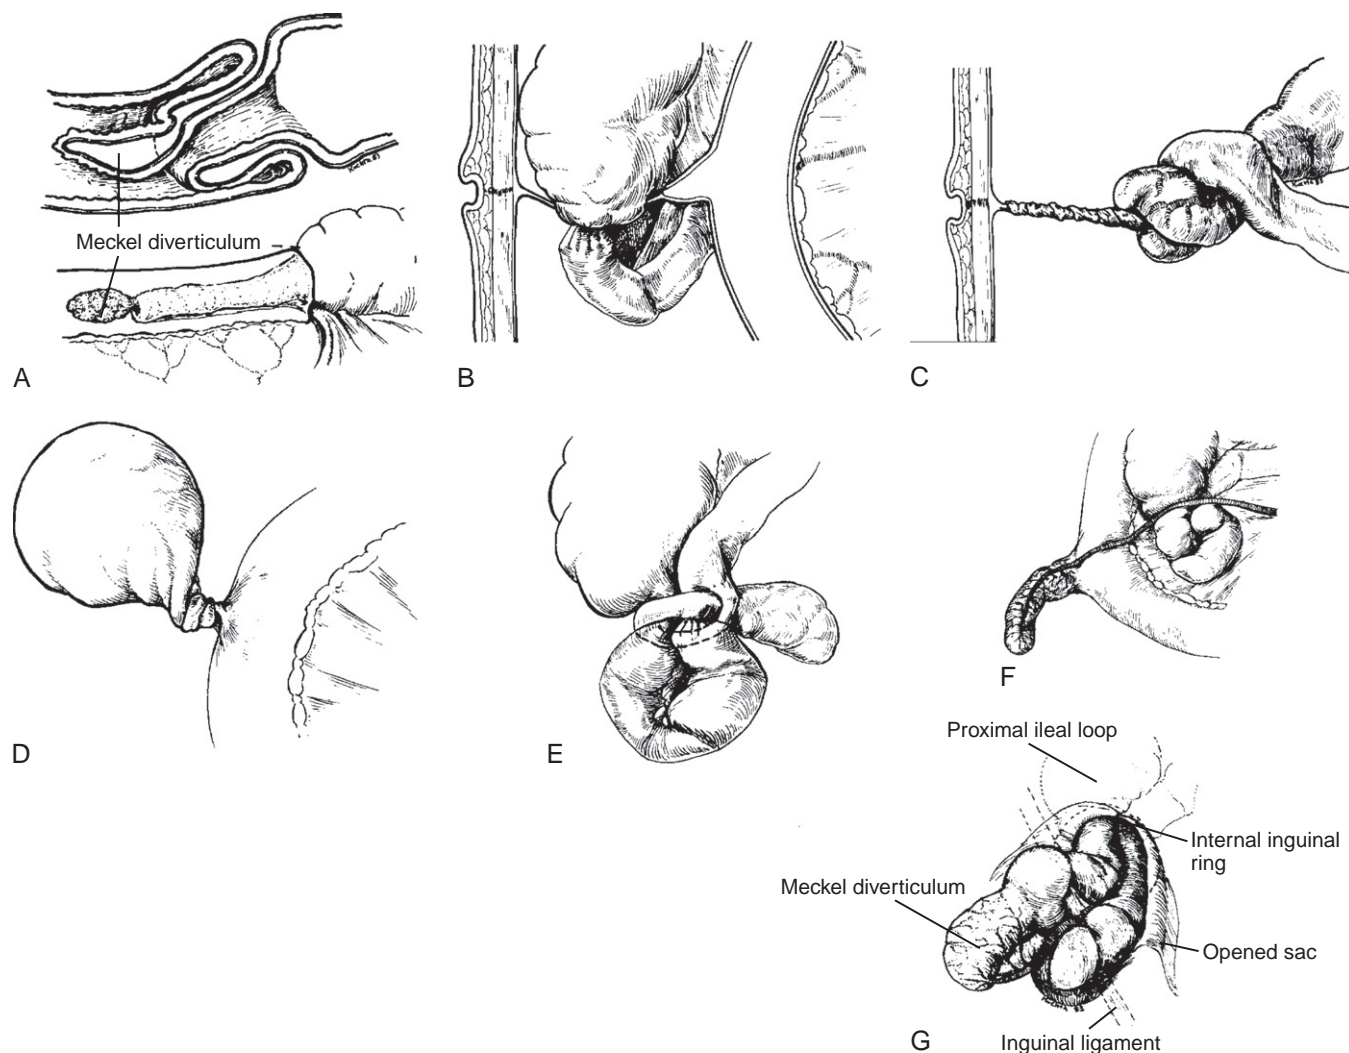 Meckel diverticulum
A
B
C
D
E
F
Proximal ileal loop
Internal inguinal
ring
Meckel diverticulum
Opened sac
G
Inguinal ligament